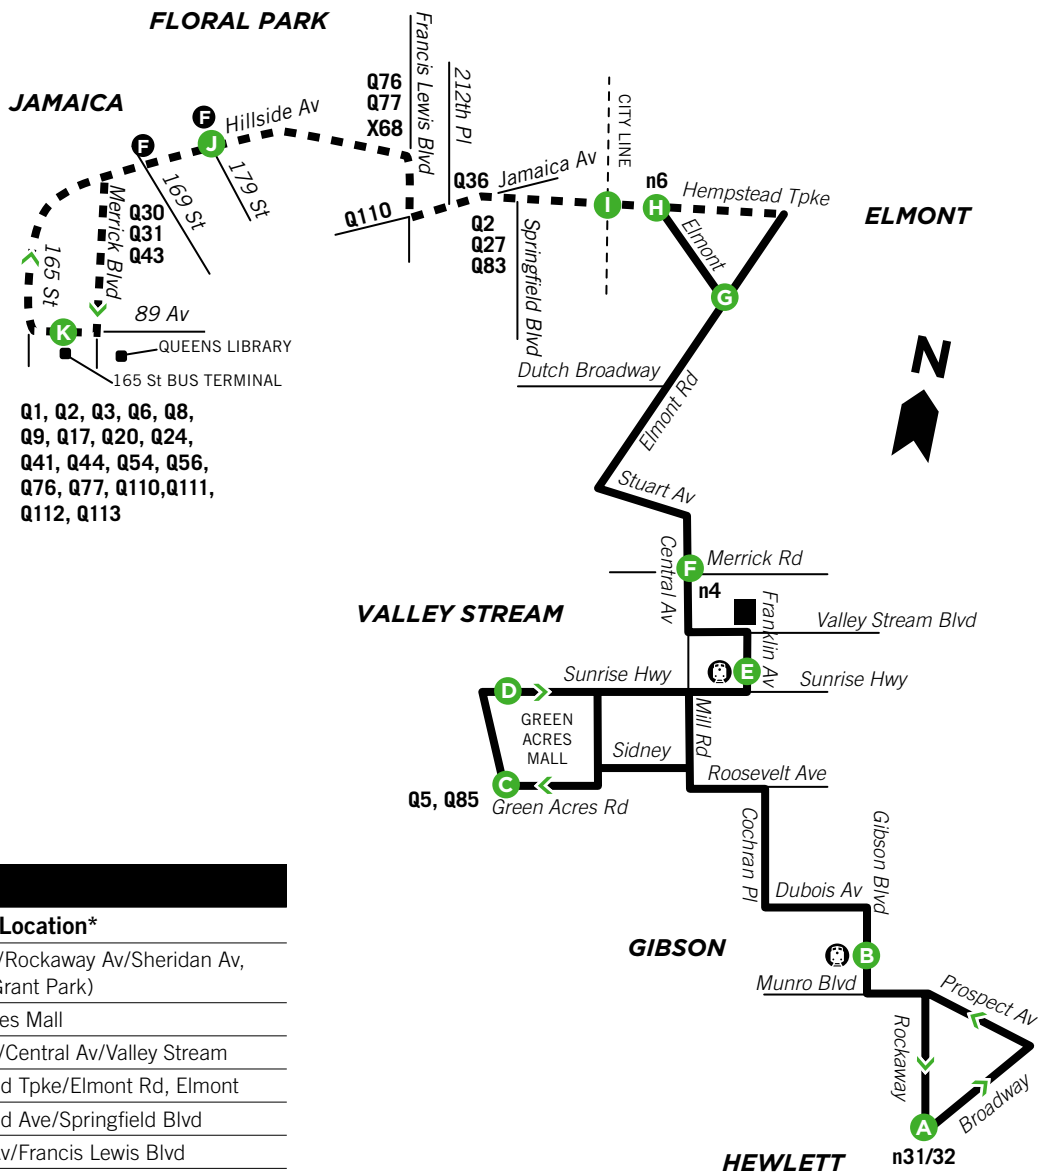 FLORAL PARK
JAMAICA
F
F
J
Hillside Av
Q76
Q77
X68
Francis Lewis Blvd
212th Pl
CITY LINE
Q36
Jamaica Av
n6
Hempstead Tpke
ELMONT
I
H
169 St
179 St
Merrick Blvd
165 St
Q30
Q31
Q43
Q110
Q2
Q27
Q83
Springfield Blvd
Elmont
G
K
89 Av
QUEENS LIBRARY
165 St BUS TERMINAL
Q1, Q2, Q3, Q6, Q8,
Q9, Q17, Q20, Q24,
Q41, Q44, Q54, Q56,
Q76, Q77, Q110,Q111,
Q112, Q113
N
Dutch Broadway
Elmont Rd
Stuart Av
Central Av
F
Merrick Rd
n4
VALLEY STREAM
Franklin Av
Valley Stream Blvd
E
D
Sunrise Hwy
Sunrise Hwy
GREEN
ACRES
MALL
Sidney
Mill Rd
Roosevelt Ave
C
Q5, Q85
Green Acres Rd
Cochran Pl
Gibson Blvd
Dubois Av
GIBSON
B
Munro Blvd
Prospect Av
Rockaway
Broadway
A
HEWLETT
n31/32
Location*
/Rockaway Av/Sheridan Av,
Grant Park)
es Mall
/Central Av/Valley Stream
d Tpke/Elmont Rd, Elmont
d Ave/Springfield Blvd
v/Francis Lewis Blvd